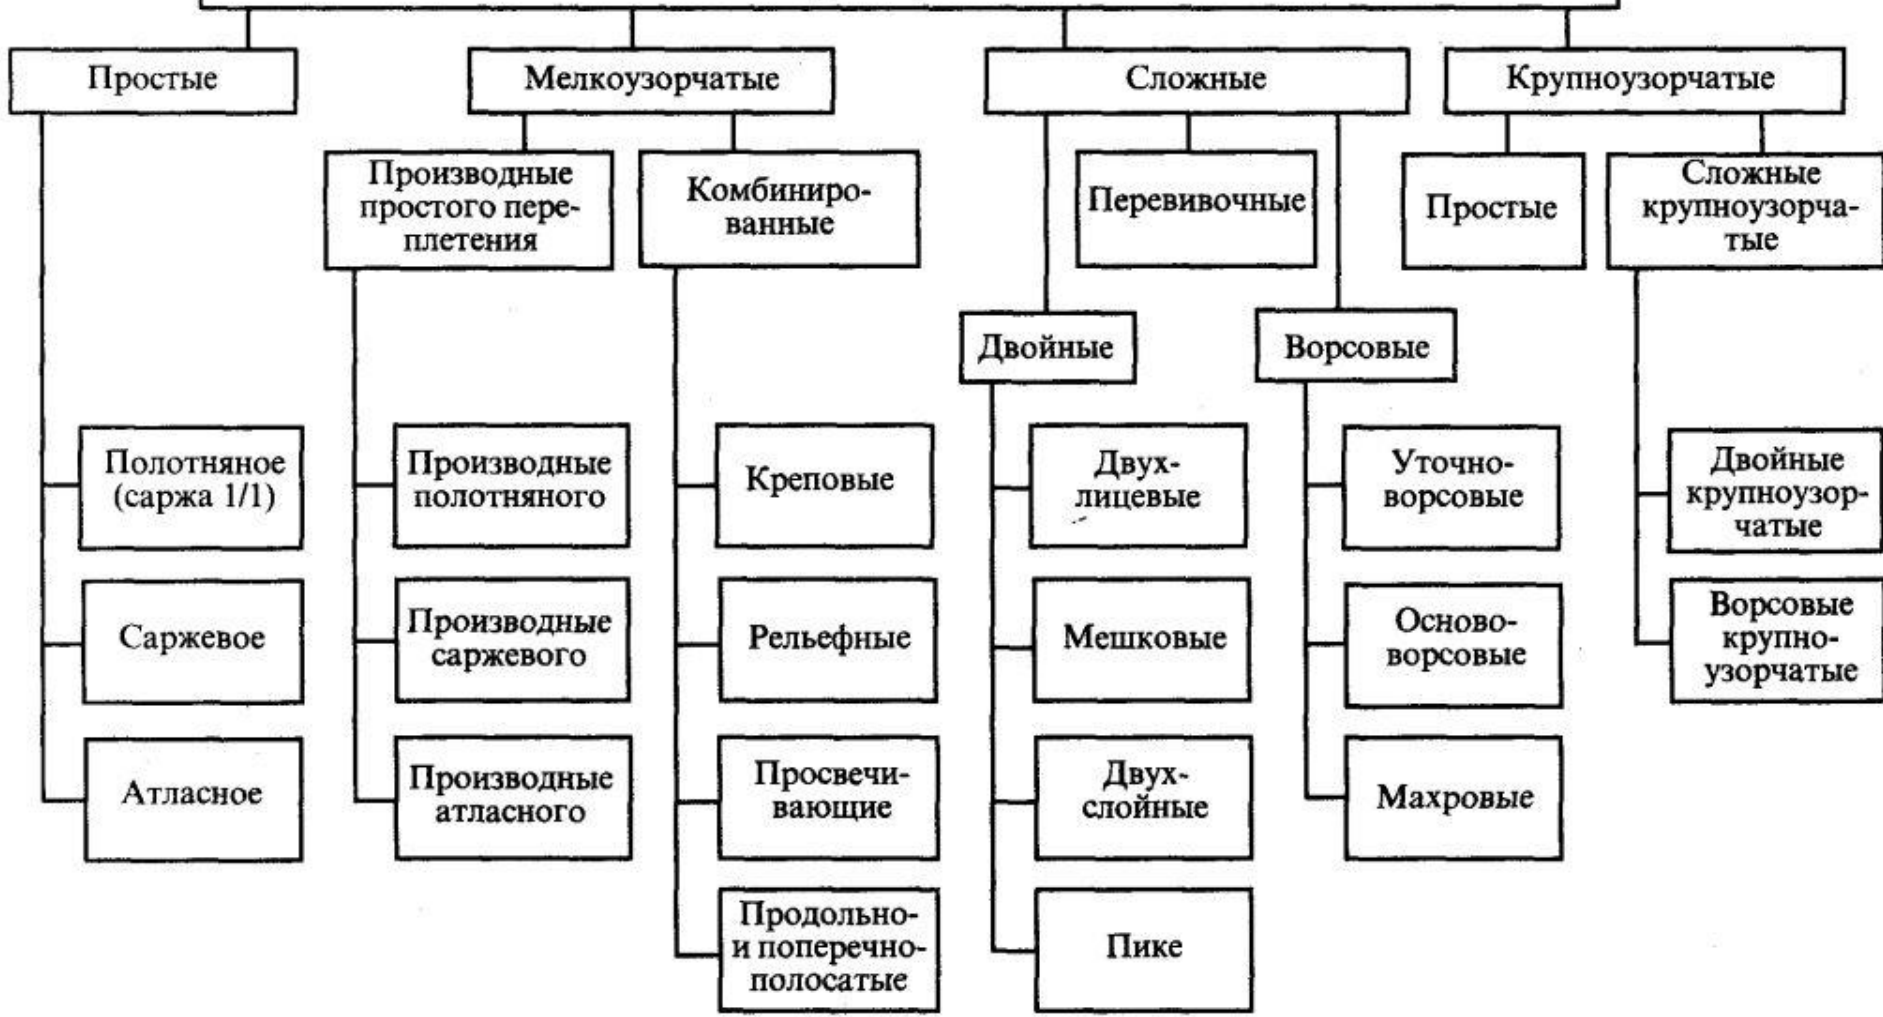 Простые
Мелкоузорчатые
Сложные
Крупноузорчатые
Производные
простого пере-
плетения
Комбиниро-
ванные
Перевивочные
Простые
Сложные
крупноузорча-
тые
Двойные
Ворсовые
Полотняное
(саржа 1/1)
Производные
полотняного
Креповые
Двух-
лицевые
Уточно-
ворсовые
Двойные
крупноузор-
чатые
Саржевое
Производные
саржевого
Рельефные
Мешковые
Осново-
ворсовые
Ворсовые
крупно-
узорчатые
Атласное
Производные
атласного
Просвечи-
вающие
Двух-
слойные
Махровые
Продольно-
и поперечно-
полосатые
Пике